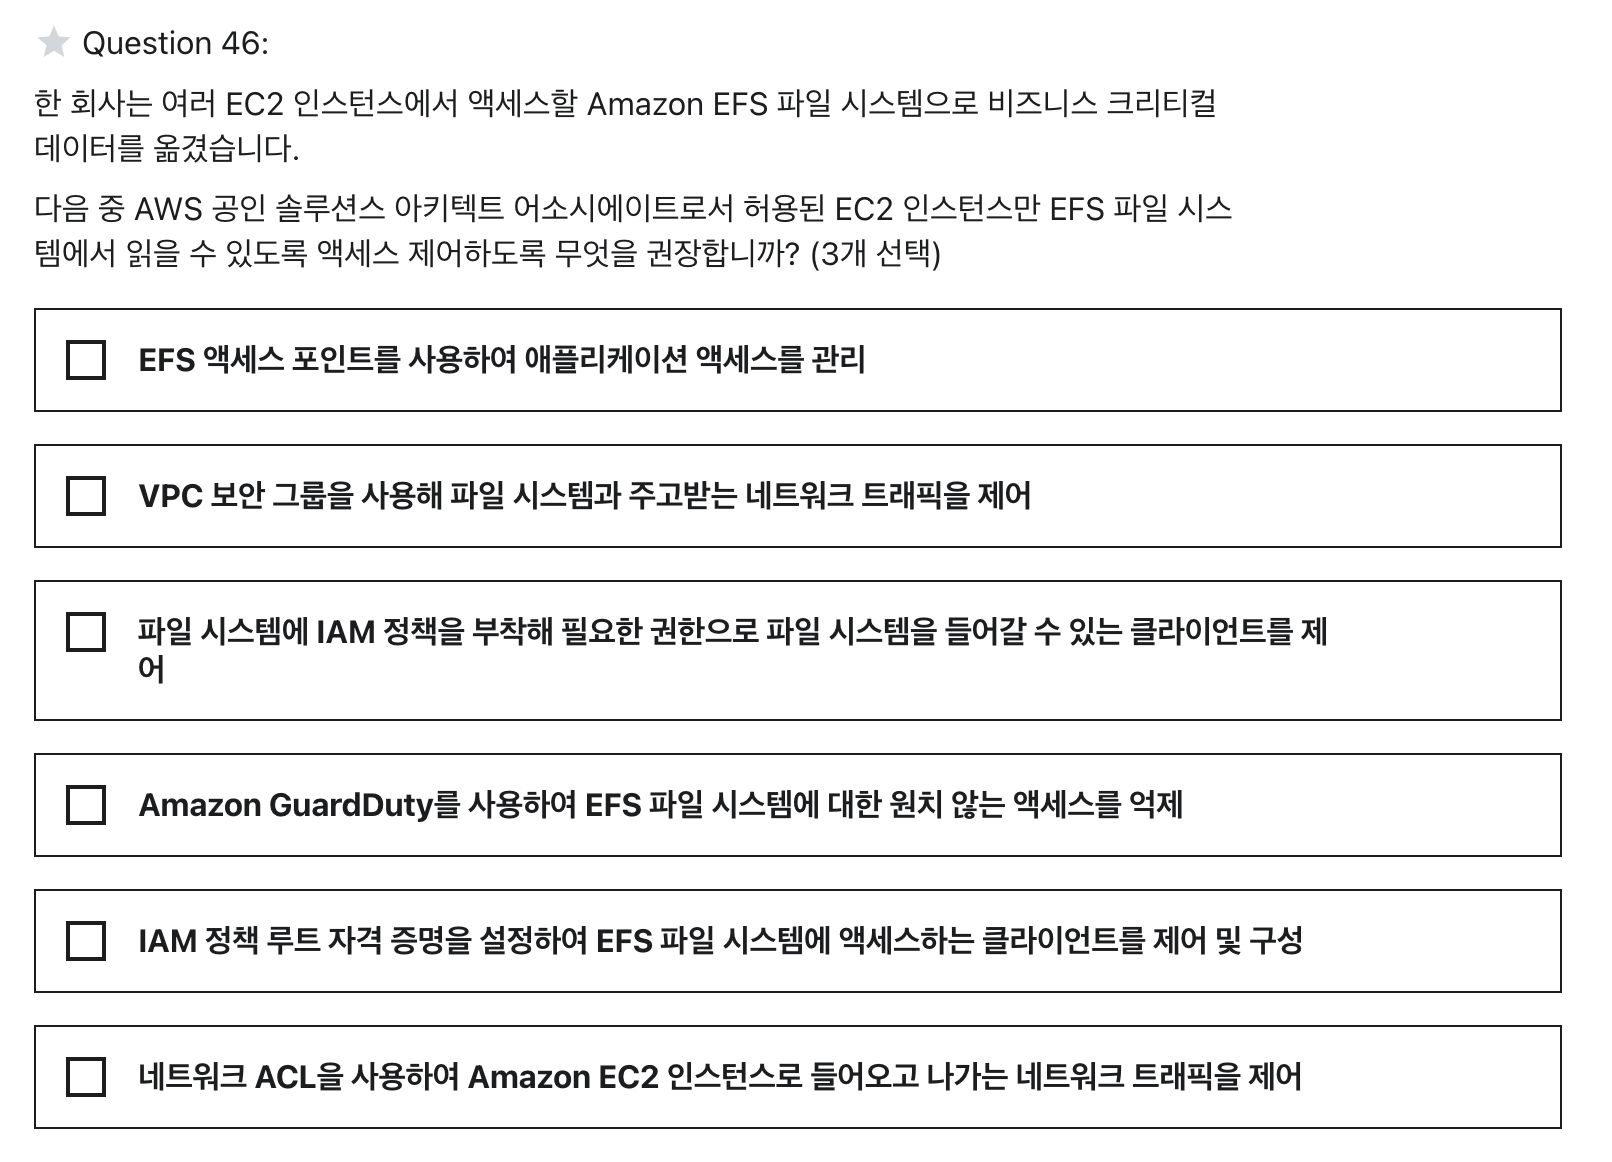 Question 46:
한 회사는 여러 EC2 인스턴스에서 액세스할 Amazon EFS 파일 시스템으로 비즈니스 크리티컬
데이터를 옮겼습니다.
다음 중 AWS 공인 솔루션스 아키텍트 어소시에이트로서 허용된 EC2 인스턴스만 EFS 파일 시스
템에서 읽을 수 있도록 액세스 제어하도록 무엇을 권장합니까? (3개 선택)
EFS 액세스 포인트를 사용하여 애플리케이션 액세스를 관리
VPC 보안 그룹을 사용해 파일 시스템과 주고받는 네트워크 트래픽을 제어
파일 시스템에 IAM 정책을 부착해 필요한 권한으로 파일 시스템을 들어갈 수 있는 클라이언트를 제
어
Amazon GuardDuty를 사용하여 EFS 파일 시스템에 대한 원치 않는 액세스를 억제
IAM 정책 루트 자격 증명을 설정하여 EFS 파일 시스템에 액세스하는 클라이언트를 제어 및 구성
네트워크 ACL을 사용하여 Amazon EC2 인스턴스로 들어오고 나가는 네트워크 트래픽을 제어